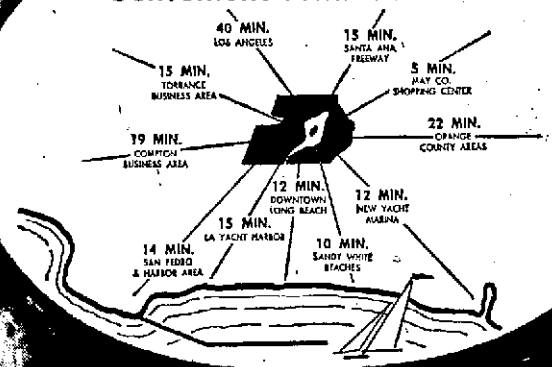 40 MIN.
LOS ANGELES
15 MIN.
SANTA ANA
FREEWAY
15 MIN.
TORRANCE
BUSINESS AREA
5 MIN.
MAY CO.
SHOPPING CENTER
19 MIN.
COMPTON
BUSINESS AREA
22 MIN.
ORANGE
COUNTY AREAS
12 MIN.
DOWNTOWN
LONG BEACH
12 MIN.
NEW YACHT
MARINA
15 MIN.
LA YACHT HARBOR
14 MIN.
SAN PEDRO
& HARBOR AREA
10 MIN.
SANDY WHITE
BEACHES